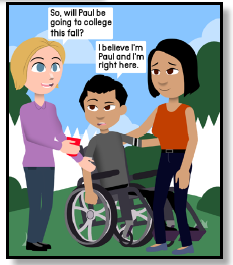 So, will Paul be
going to college
this fall?
I believe I'm
Paul and I'm
right here.